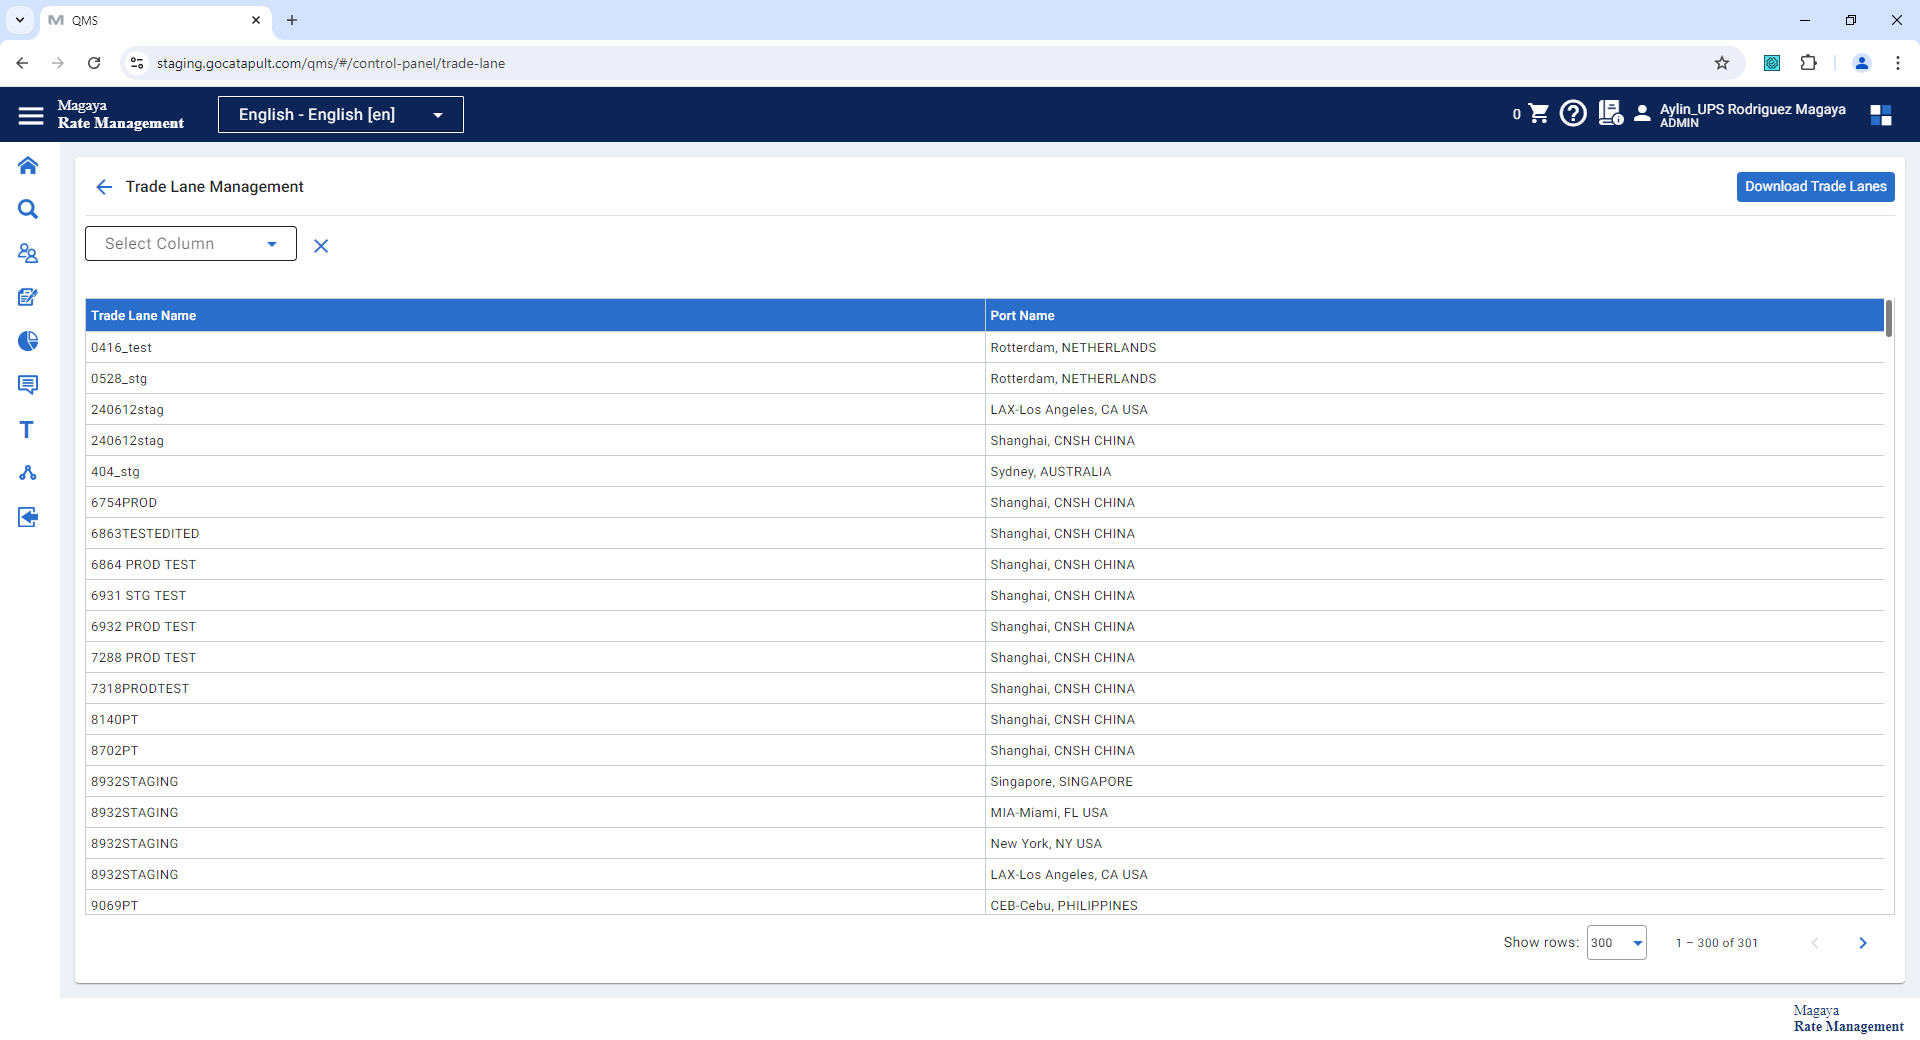 QMS
staging.gocatapult.com/qms/#/control-panel/trade-lane
Magaya
Rate Management
English - English [en]
0
Aylin_UPS Rodriguez Magaya
ADMIN
Trade Lane Management
Download Trade Lanes
Select Column
Trade Lane Name Port Name
0416_test Rotterdam, NETHERLANDS
0528_stg Rotterdam, NETHERLANDS
240612stag LAX-Los Angeles, CA USA
240612stag Shanghai, CNSH CHINA
404_stg Sydney, AUSTRALIA
6754PROD Shanghai, CNSH CHINA
6863TESTEDITED Shanghai, CNSH CHINA
6864 PROD TEST Shanghai, CNSH CHINA
6931 STG TEST Shanghai, CNSH CHINA
6932 PROD TEST Shanghai, CNSH CHINA
7288 PROD TEST Shanghai, CNSH CHINA
7318PRODTEST Shanghai, CNSH CHINA
8140PT Shanghai, CNSH CHINA
8702PT Shanghai, CNSH CHINA
8932STAGING Singapore, SINGAPORE
8932STAGING MIA-Miami, FL USA
8932STAGING New York, NY USA
8932STAGING LAX-Los Angeles, CA USA
9069PT CEB-Cebu, PHILIPPINES
Show rows: 300 1 – 300 of 301
Magaya
Rate Management